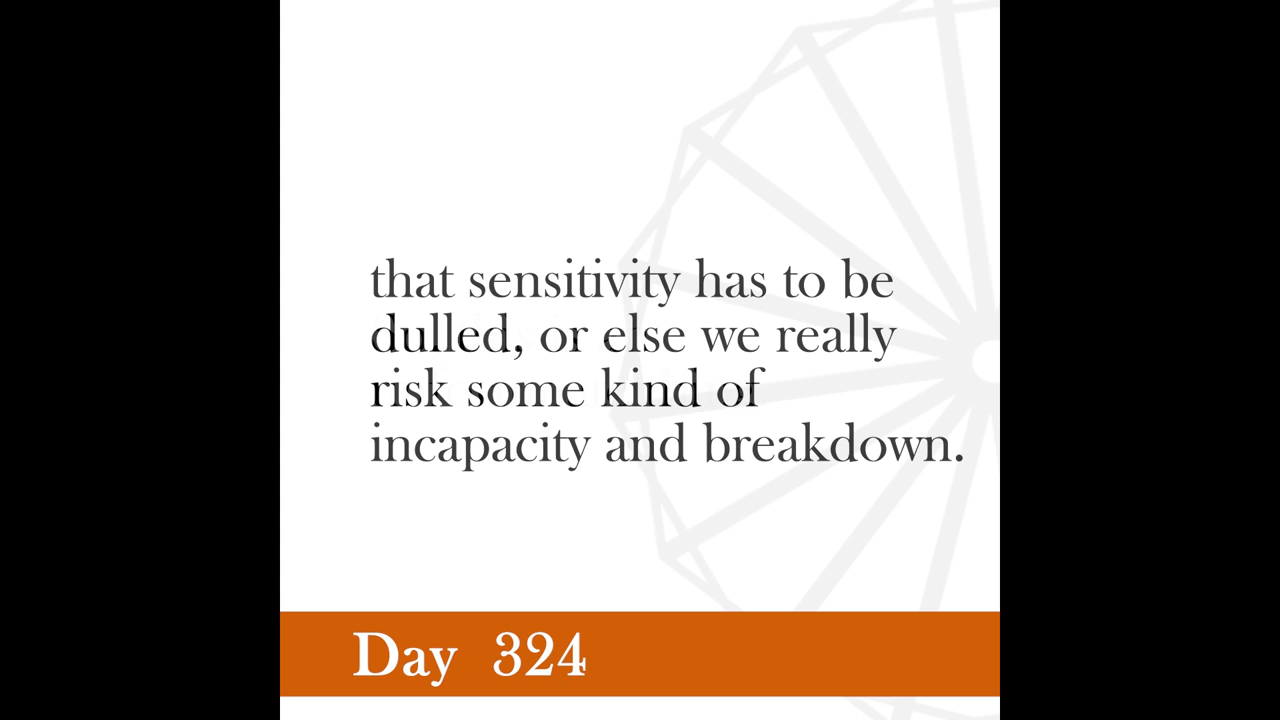 that sensitivity has to be
dulled, or else we really
risk some kind of
incapacity and breakdown.
Day 324